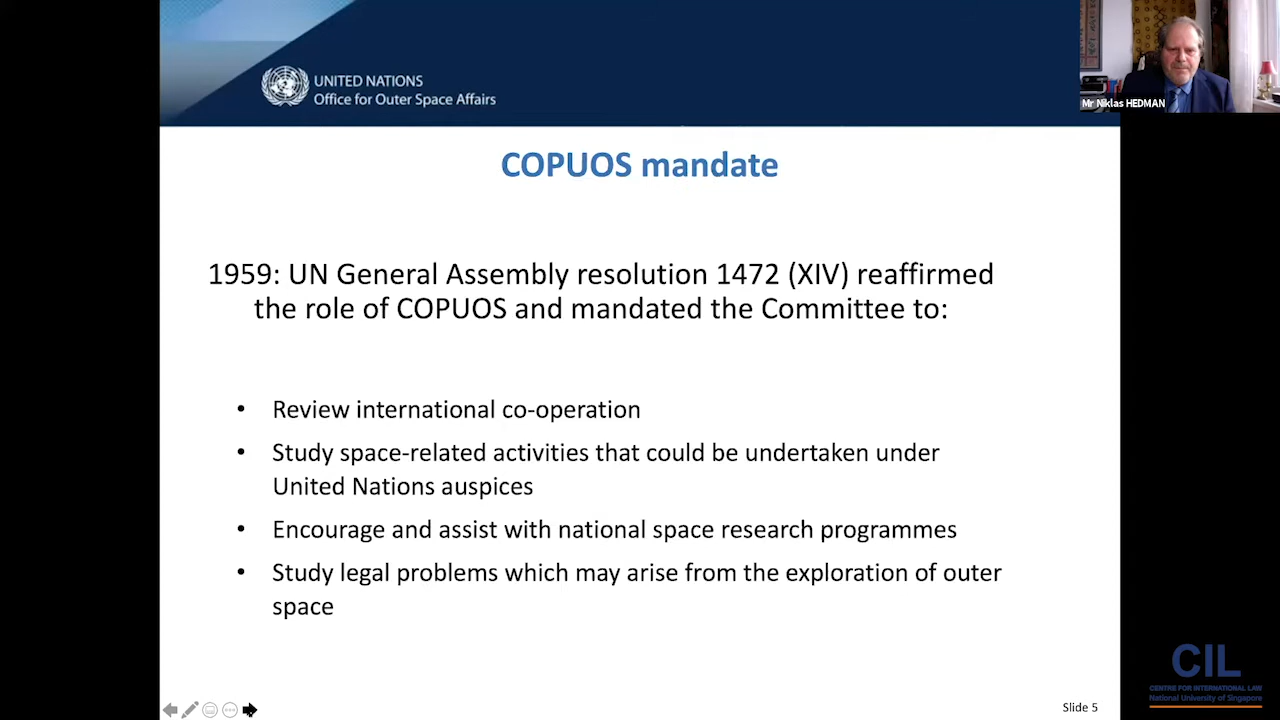 UNITED NATIONS
Office for Outer Space Affairs
Mr Niklas HEDMAN
COPUOS mandate
1959: UN General Assembly resolution 1472 (XIV) reaffirmed
the role of COPUOS and mandated the Committee to:
• Review international co-operation
• Study space-related activities that could be undertaken under
United Nations auspices
• Encourage and assist with national space research programmes
• Study legal problems which may arise from the exploration of outer
space
Slide 5
CIL
CENTRE FOR INTERNATIONAL LAW
National University of Singapore